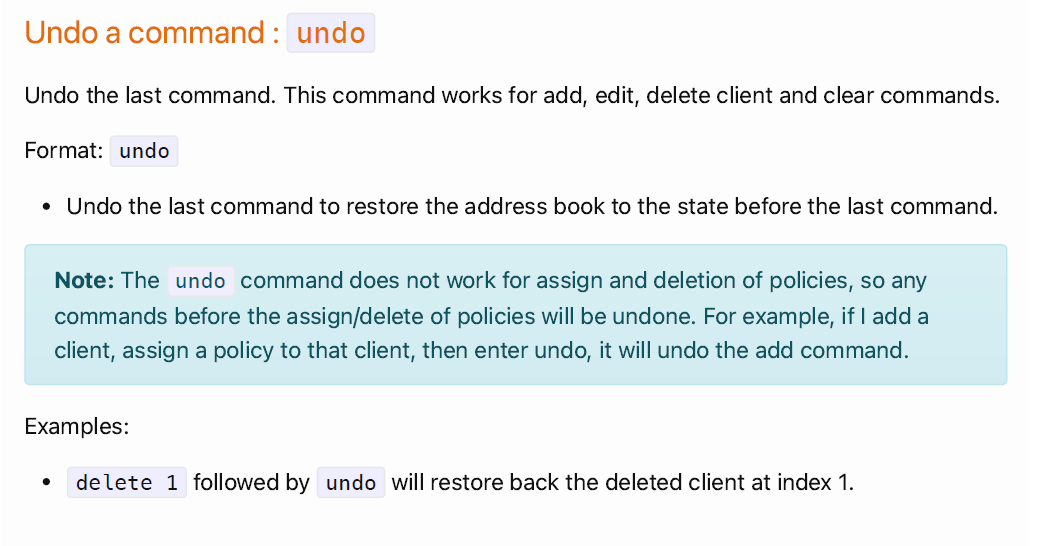 Undo a command : undo
Undo the last command. This command works for add, edit, delete client and clear commands.
Format: undo
• Undo the last command to restore the address book to the state before the last command.
Note: The undo command does not work for assign and deletion of policies, so any
commands before the assign/delete of policies will be undone. For example, if I add a
client, assign a policy to that client, then enter undo, it will undo the add command.
Examples:
• delete 1 followed by undo will restore back the deleted client at index 1.